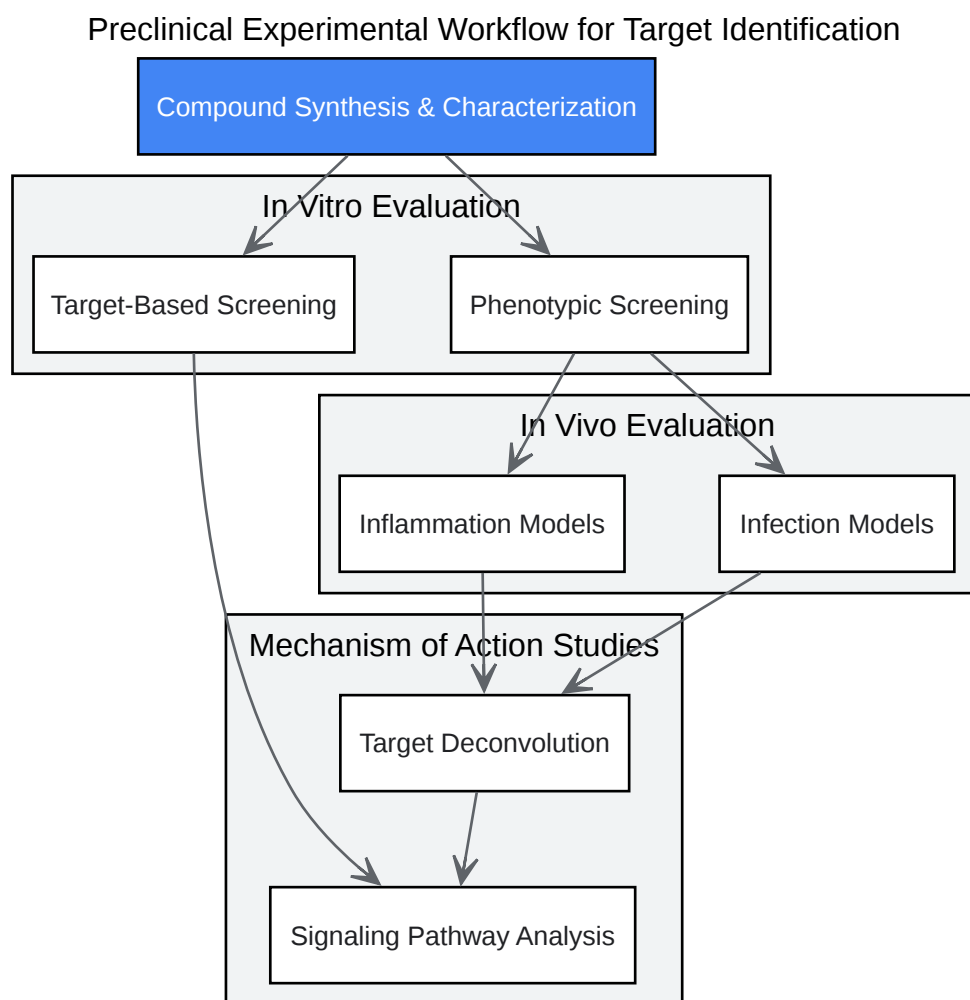 Preclinical Experimental Workflow for Target Identification
Compound Synthesis & Characterization
In Vitro Evaluation
Target-Based Screening
Phenotypic Screening
In Vivo Evaluation
Inflammation Models
Infection Models
Mechanism of Action Studies
Target Deconvolution
Signaling Pathway Analysis